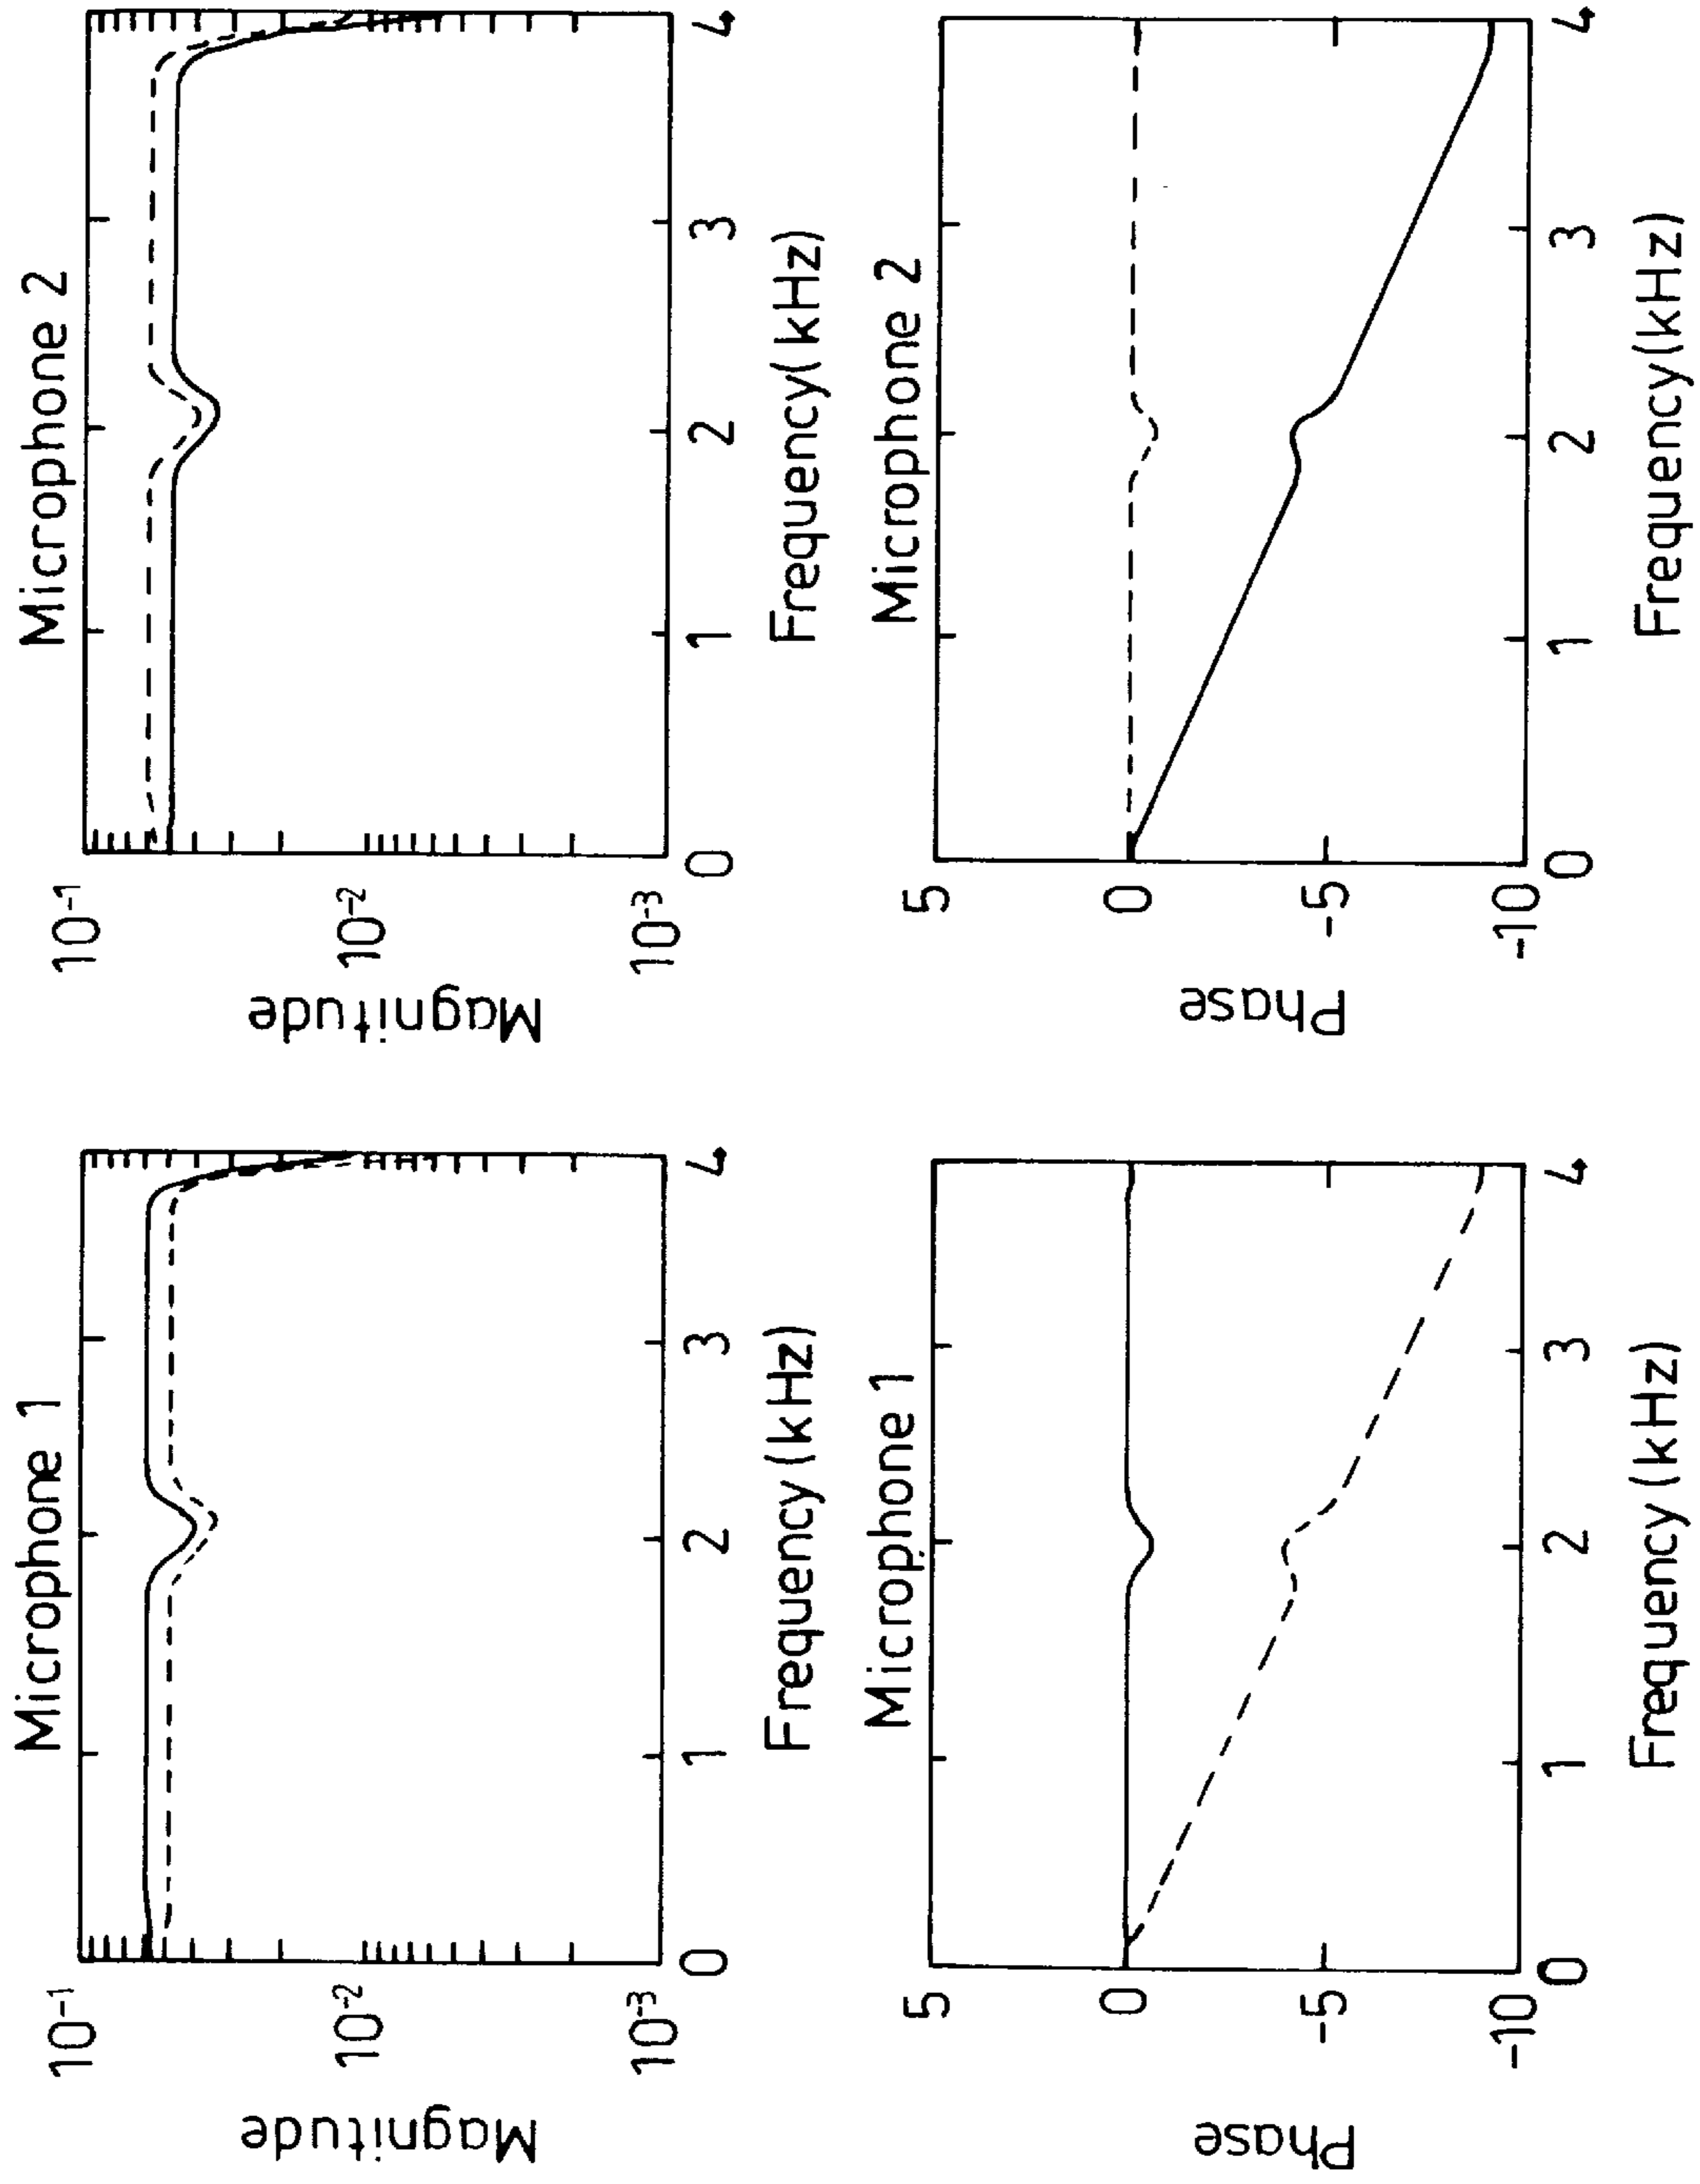 Microphone 1
Magnitude
10-1
10-2
10-3
0 1 2 3 4
Frequency (kHz)
Microphone 2
Magnitude
10-1
10-2
10-3
0 1 2 3 4
Frequency(kHz)
Microphone 1
Phase
5
0
-5
-10
0 1 2 3 4
Frequency (kHz)
Microphone 2
Phase
5
0
-5
-10
0 1 2 3 4
Frequency(kHz)